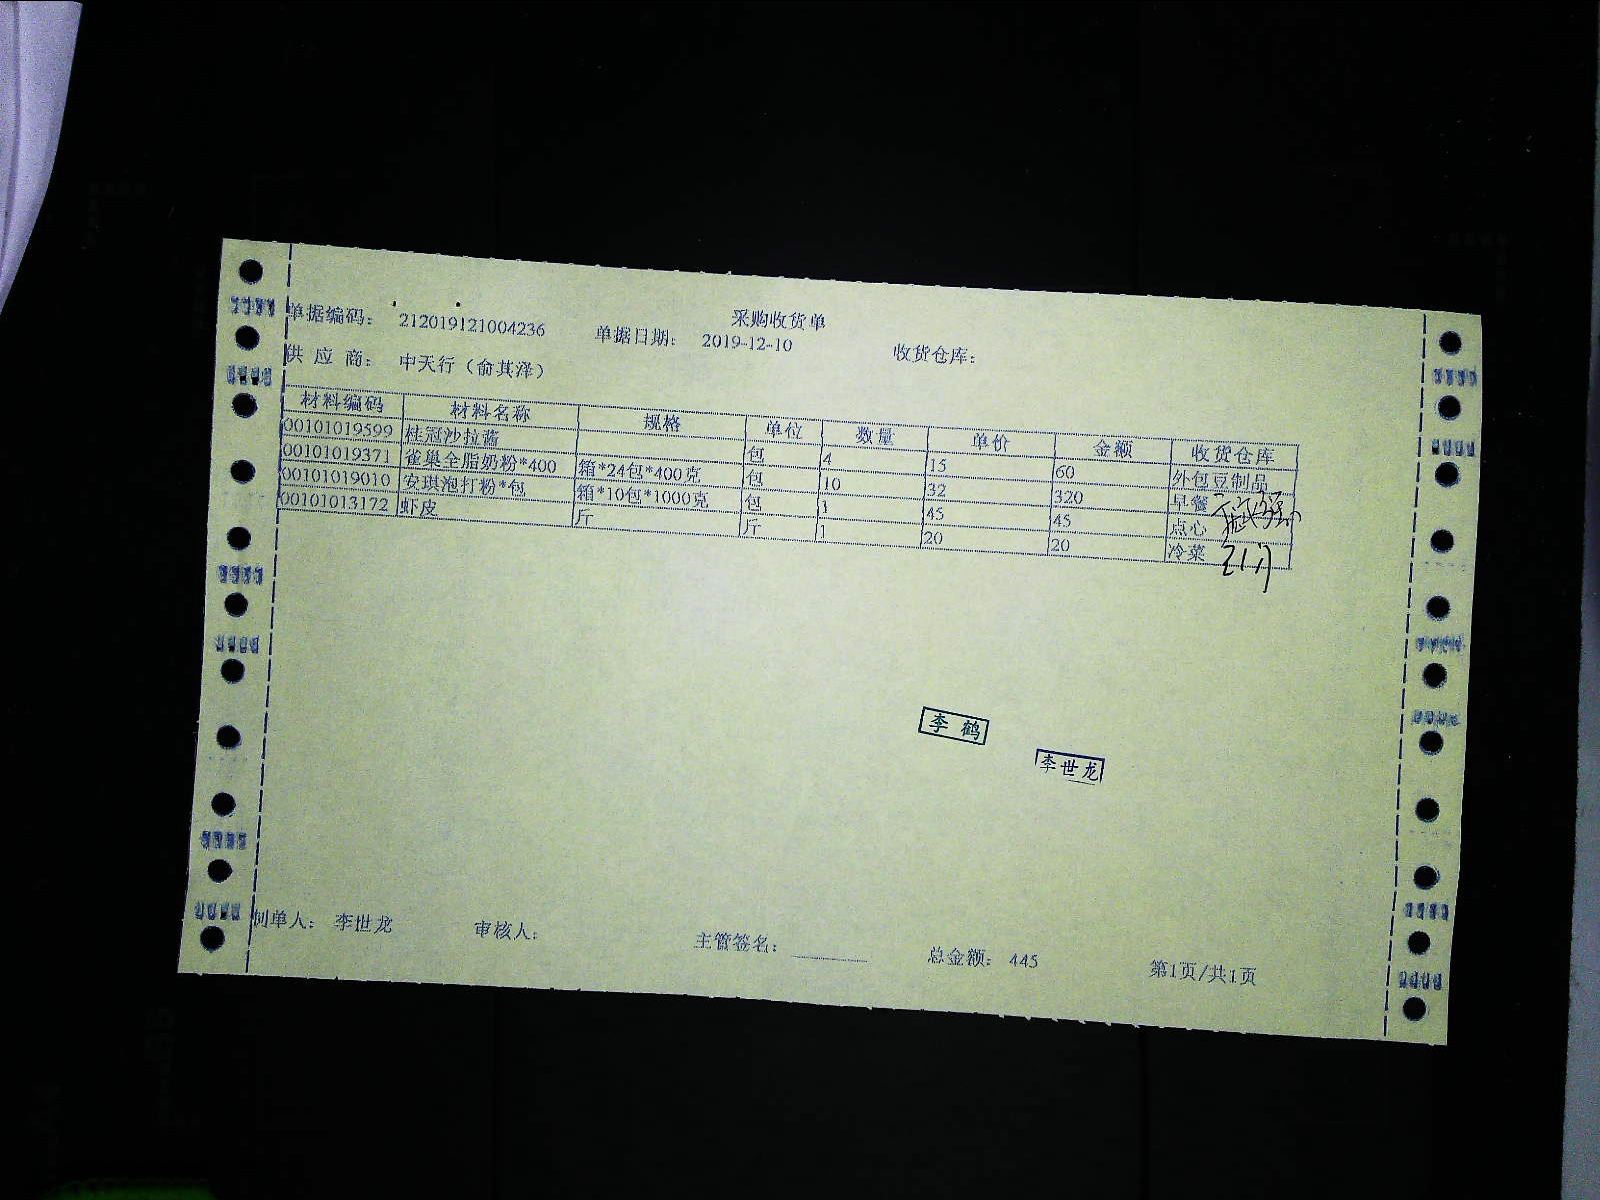 采购收货单
单据编码： 212019121004236 单据日期： 2019-12-10 收货仓库：
供 应 商： 中天行（俞其泽）
材料编码 材料名称 规格 单位 数量 单价 金额 收货仓库
00101019599 桂冠沙拉酱 包 4 15 60 外包豆制品
00101019371 雀巢全脂奶粉*400 箱*24包*400克 包 10 32 320 早餐
00101019010 安琪泡打粉*包 箱*10包*1000克 包 1 45 45 点心
00101013172 虾皮 斤 斤 1 20 20 冷菜
李 鹤
李世龙
制单人： 李世龙 审核人： 主管签名： 总金额： 445 第1页/共1页